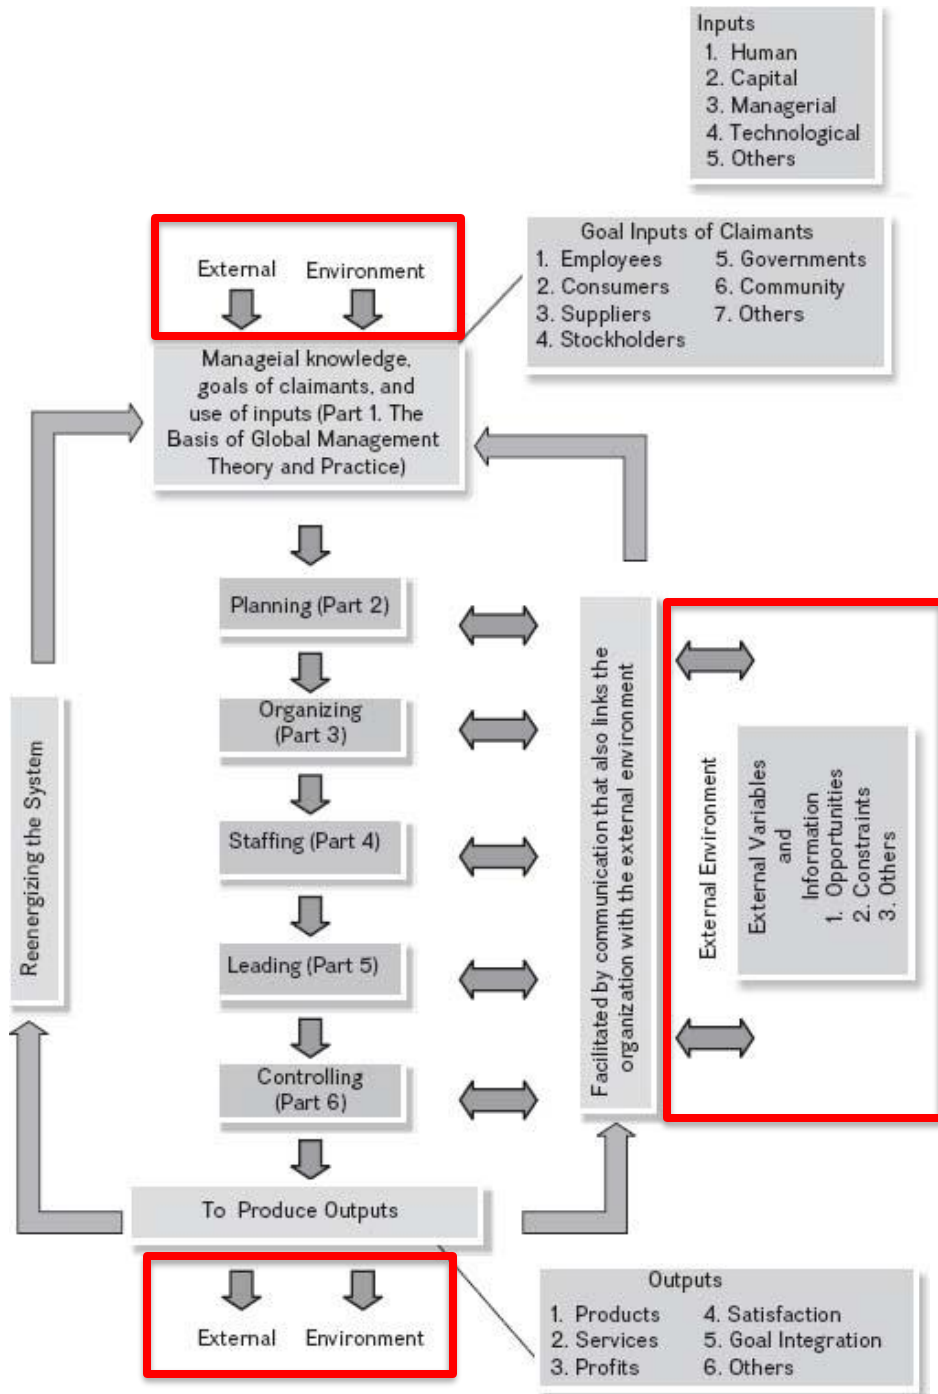 Inputs
1. Human
2. Capital
3. Managerial
4. Technological
5. Others
External Environment
Goal Inputs of Claimants
1. Employees 5. Governments
2. Consumers 6. Community
3. Suppliers 7. Others
4. Stockholders
Manageial knowledge,
goals of claimants, and
use of inputs (Part 1. The
Basis of Global Management
Theory and Practice)
Planning (Part 2)
Organizing
(Part 3)
Staffing (Part 4)
Leading (Part 5)
Controlling
(Part 6)
Reenergizing the System
Facilitated by communication that also links the
organization with the external environment
External Environment
External Variables
and
Information
1. Opportunities
2. Constraints
3. Others
To Produce Outputs
External Environment
Outputs
1. Products 4. Satisfaction
2. Services 5. Goal Integration
3. Profits 6. Others